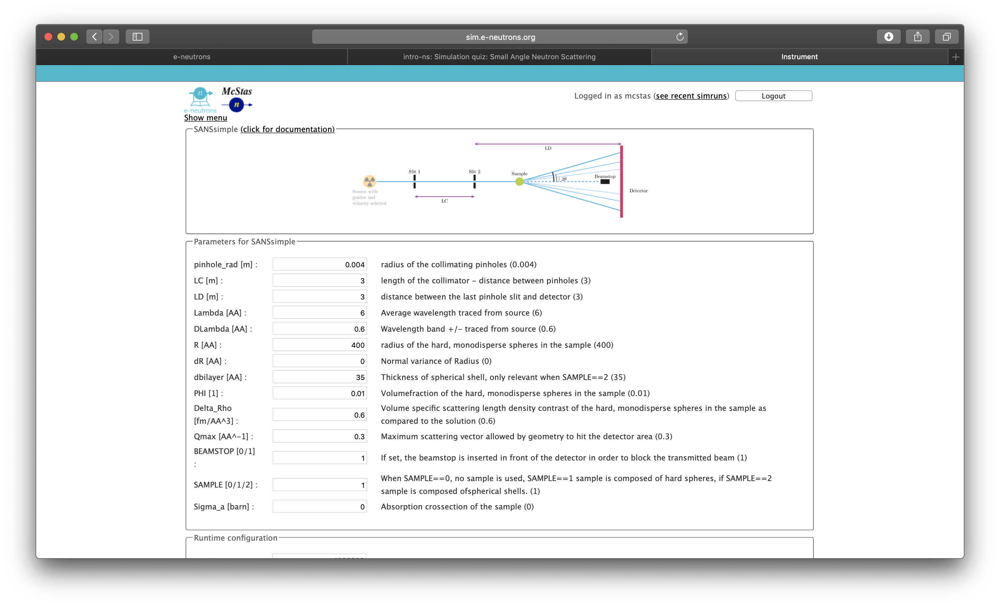 sim.e-neutrons.org
e-neutrons
intro-ns: Simulation quiz: Small Angle Neutron Scattering
Instrument
n
e-neutrons
McStas
n
Logged in as mcstas (see recent simruns)
Logout
Show menu
SANSsimple (click for documentation)
LD
Slit 1
Slit 2
Sample
2θ
Beamstop
Detector
Source with
guides and
velocity selector
LC
Parameters for SANSsimple
pinhole_rad [m] : 0.004 radius of the collimating pinholes (0.004)
LC [m] : 3 length of the collimator – distance between pinholes (3)
LD [m] : 3 distance between the last pinhole slit and detector (3)
Lambda [AA] : 6 Average wavelength traced from source (6)
DLambda [AA] : 0.6 Wavelength band +/– traced from source (0.6)
R [AA] : 400 radius of the hard, monodisperse spheres in the sample (400)
dR [AA] : 0 Normal variance of Radius (0)
dbilayer [AA] : 35 Thickness of spherical shell, only relevant when SAMPLE==2 (35)
PHI [1] : 0.01 Volumefraction of the hard, monodisperse spheres in the sample (0.01)
Delta_Rho
[fm/AA^3] :
0.6
Volume specific scattering length density contrast of the hard, monodisperse spheres in the sample as
compared to the solution (0.6)
Qmax [AA^–1] : 0.3 Maximum scattering vector allowed by geometry to hit the detector area (0.3)
BEAMSTOP [0/1]
:
1
If set, the beamstop is inserted in front of the detector in order to block the transmitted beam (1)
SAMPLE [0/1/2] :
1
When SAMPLE==0, no sample is used, SAMPLE==1 sample is composed of hard spheres, if SAMPLE==2
sample is composed ofspherical shells. (1)
Sigma_a [barn] : 0 Absorption crossection of the sample (0)
Runtime configuration